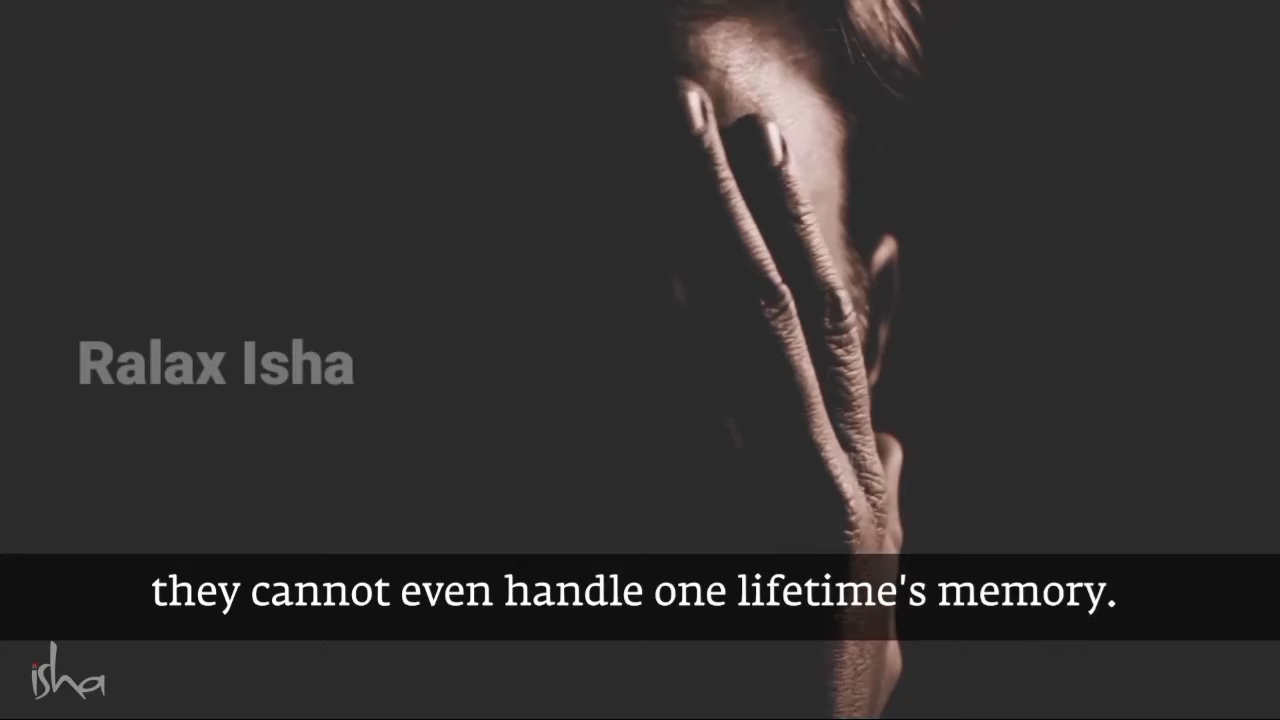 Ralax Isha
they cannot even handle one lifetime's memory.
isha